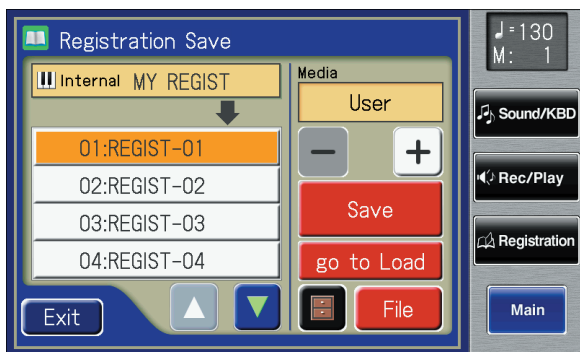 Registration Save
Internal MY REGIST
01:REGIST-01
02:REGIST-02
03:REGIST-03
04:REGIST-04
Exit
Media
User
− +
Save
go to Load
File
♩=130
M: 1
Sound/KBD
Rec/Play
Registration
Main